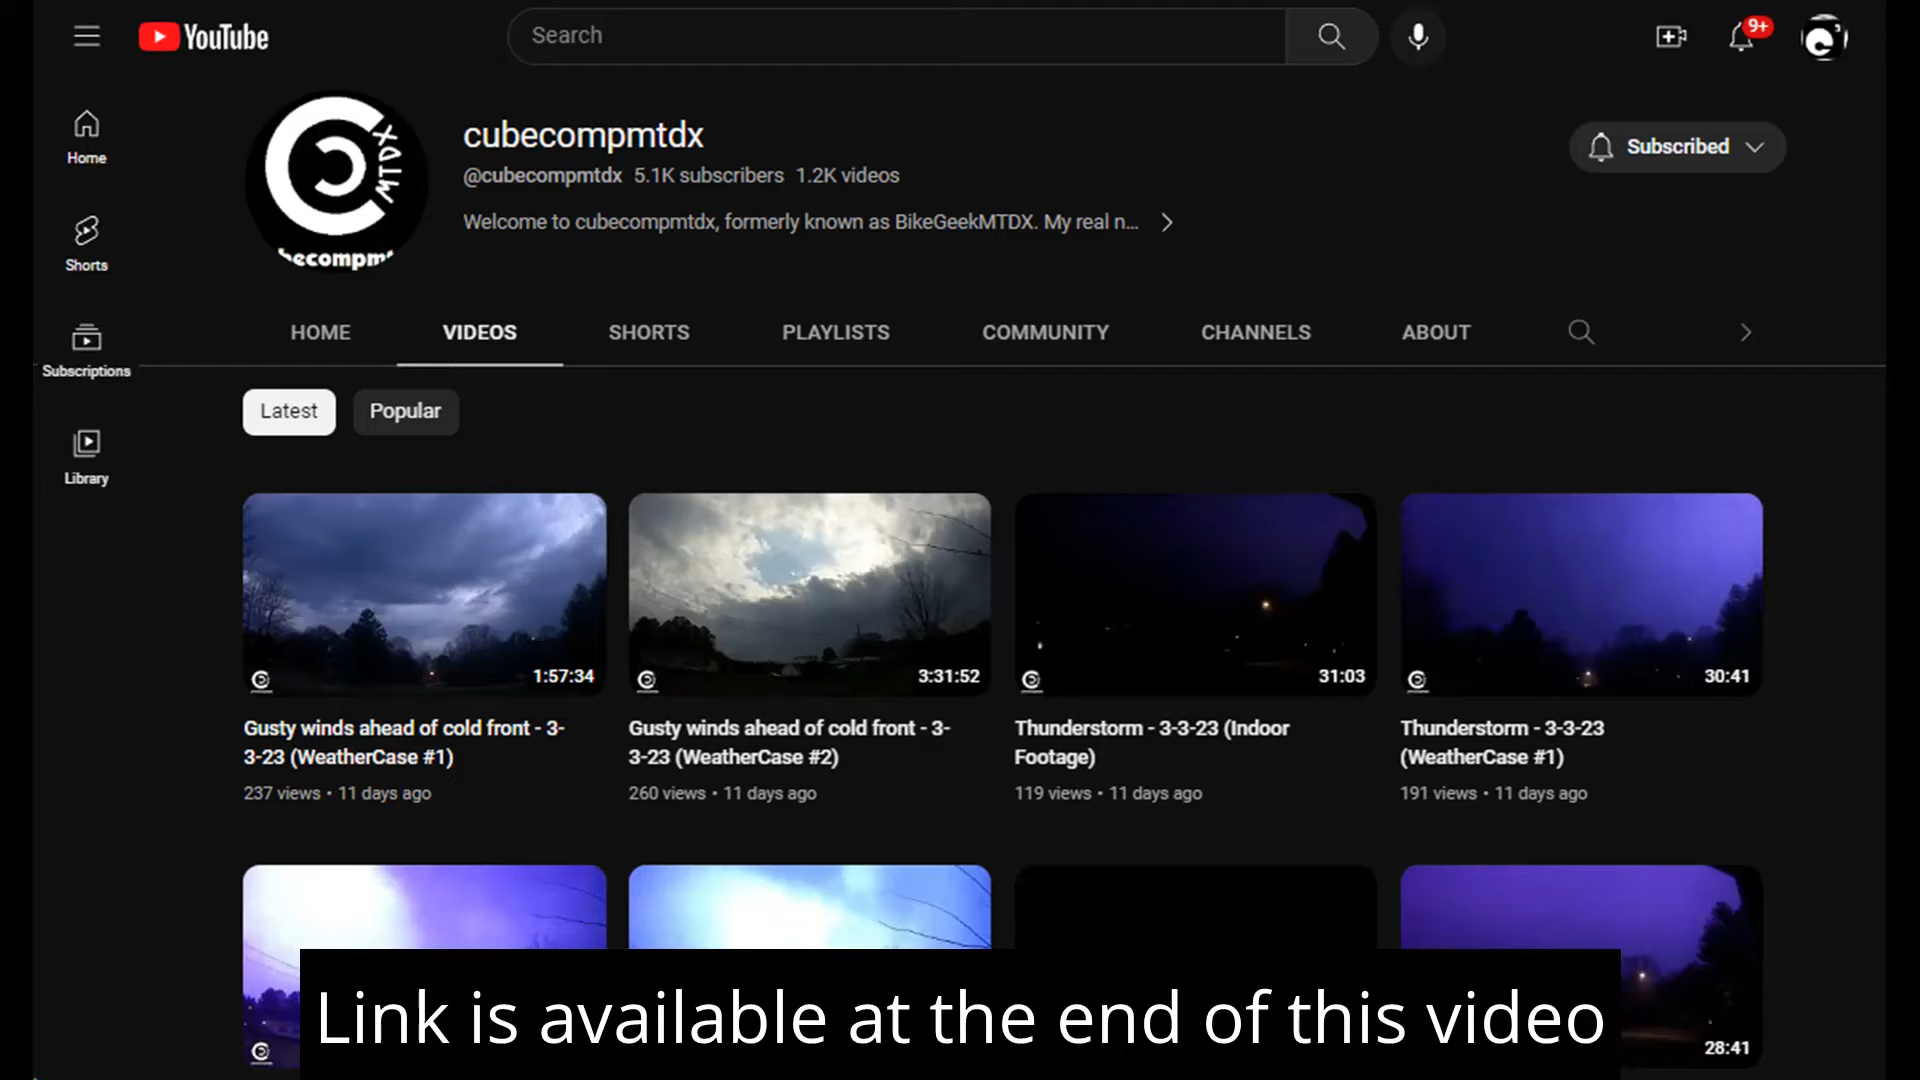 YouTube
Search
9+
Home
Shorts
Subscriptions
Library
MTDX
becompm
cubecompmtdx
@cubecompmtdx 5.1K subscribers 1.2K videos
Welcome to cubecompmtdx, formerly known as BikeGeekMTDX. My real n...
Subscribed
HOME VIDEOS SHORTS PLAYLISTS COMMUNITY CHANNELS ABOUT
Latest Popular
1:57:34
Gusty winds ahead of cold front - 3-
3-23 (WeatherCase #1)
237 views • 11 days ago
3:31:52
Gusty winds ahead of cold front - 3-
3-23 (WeatherCase #2)
260 views • 11 days ago
31:03
Thunderstorm - 3-3-23 (Indoor
Footage)
119 views • 11 days ago
30:41
Thunderstorm - 3-3-23
(WeatherCase #1)
191 views • 11 days ago
28:41
Link is available at the end of this video